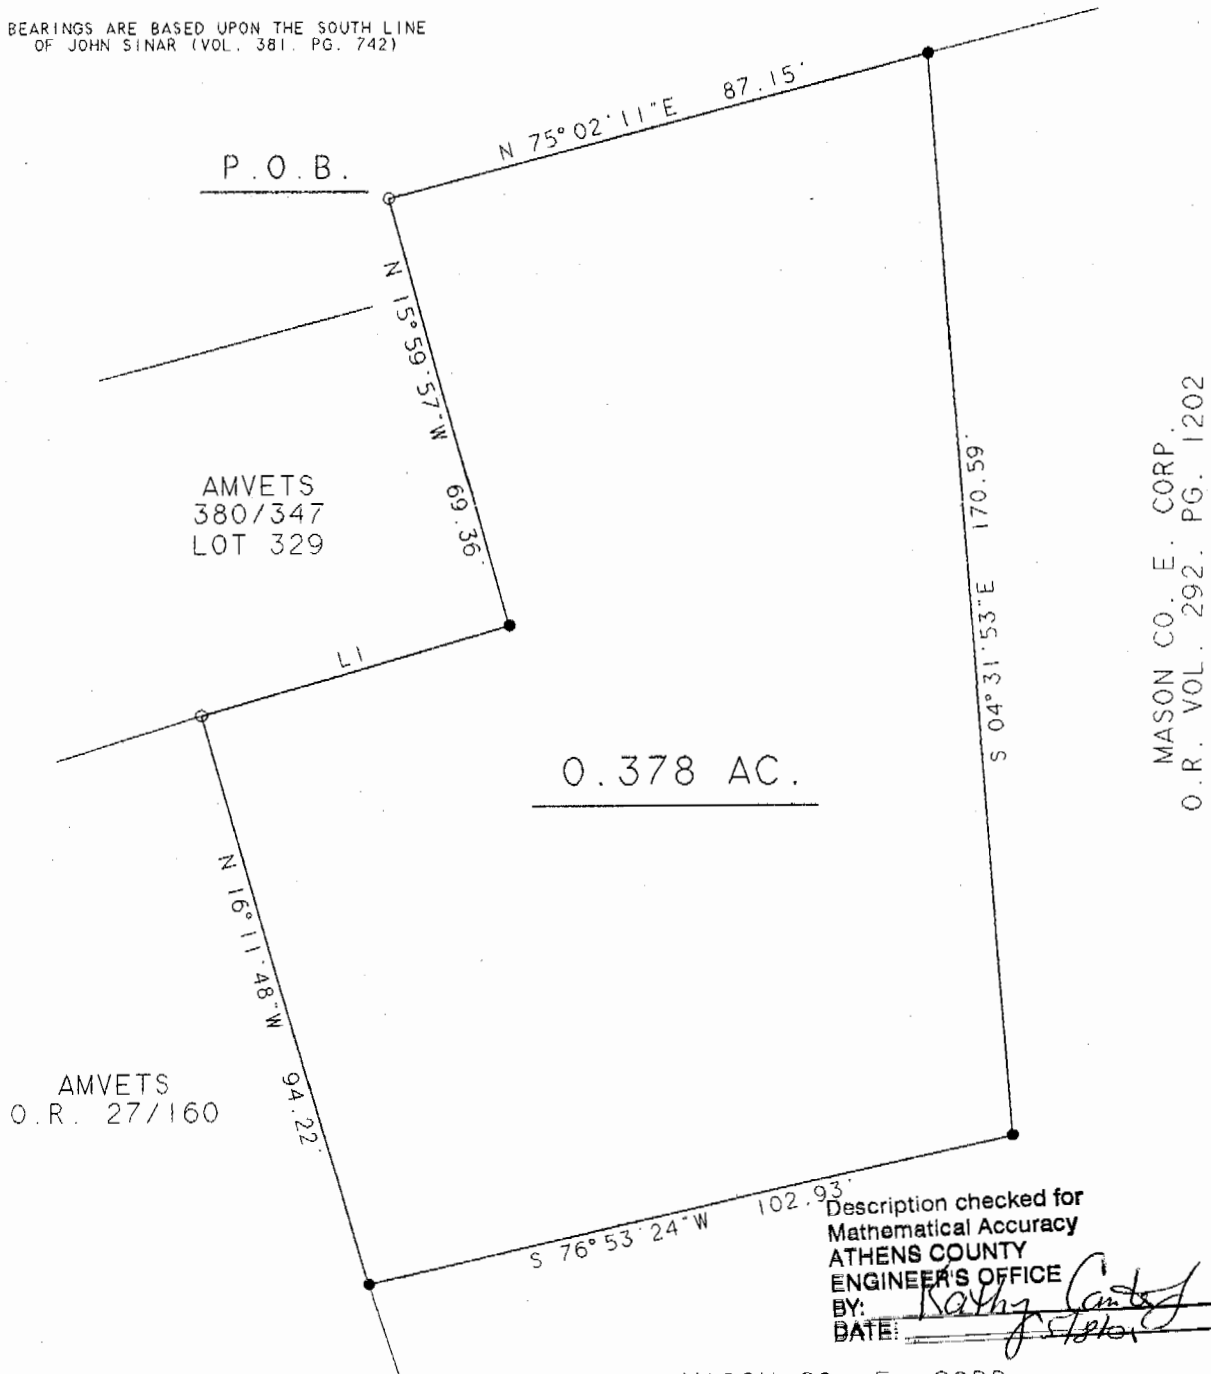 BEARINGS ARE BASED UPON THE SOUTH LINE
OF JOHN SINAR (VOL. 381. PG. 742)
N 75°02'11"E 87.15'
P.O.B.
N 15°59'57"W 69.36'
AMVETS
380/347
LOT 329
L1
S 04°31'53"E 170.59'
MASON CO. E. CORP.
O.R. VOL. 292. PG. 1202
0.378 AC.
N 16°11'48"W 94.22'
AMVETS
O.R. 27/160
S 76°53'24"W 102.93'
Description checked for
Mathematical Accuracy
ATHENS COUNTY
ENGINEER'S OFFICE
BY: Kathy
DATE: